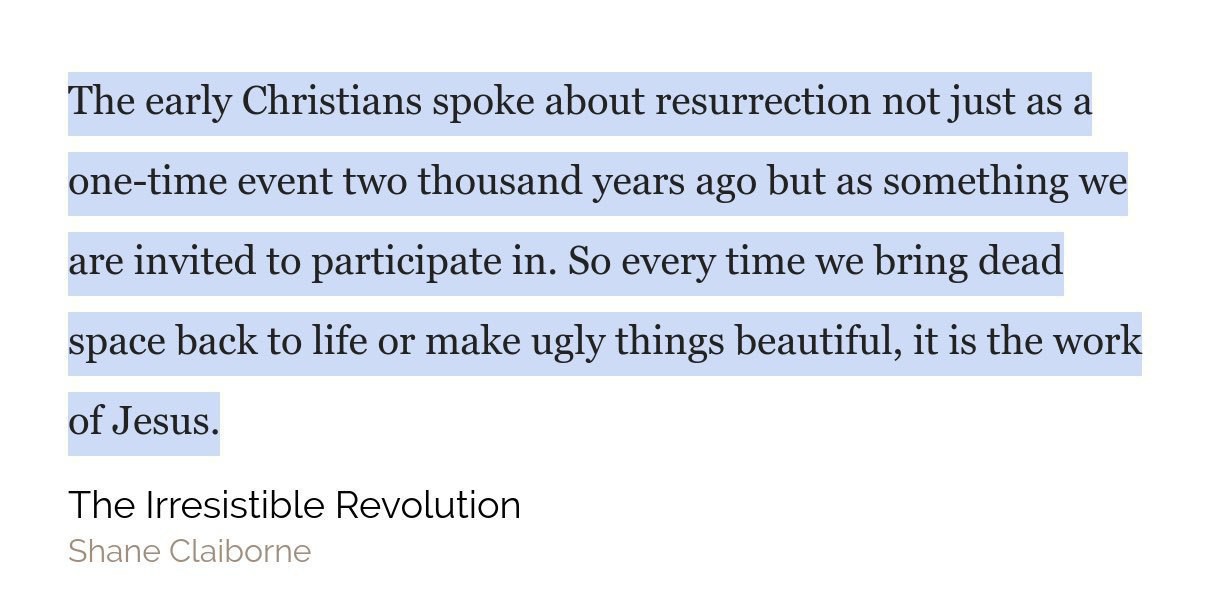 The early Christians spoke about resurrection not just as a
one-time event two thousand years ago but as something we
are invited to participate in. So every time we bring dead
space back to life or make ugly things beautiful, it is the work
of Jesus.
The Irresistible Revolution
Shane Claiborne